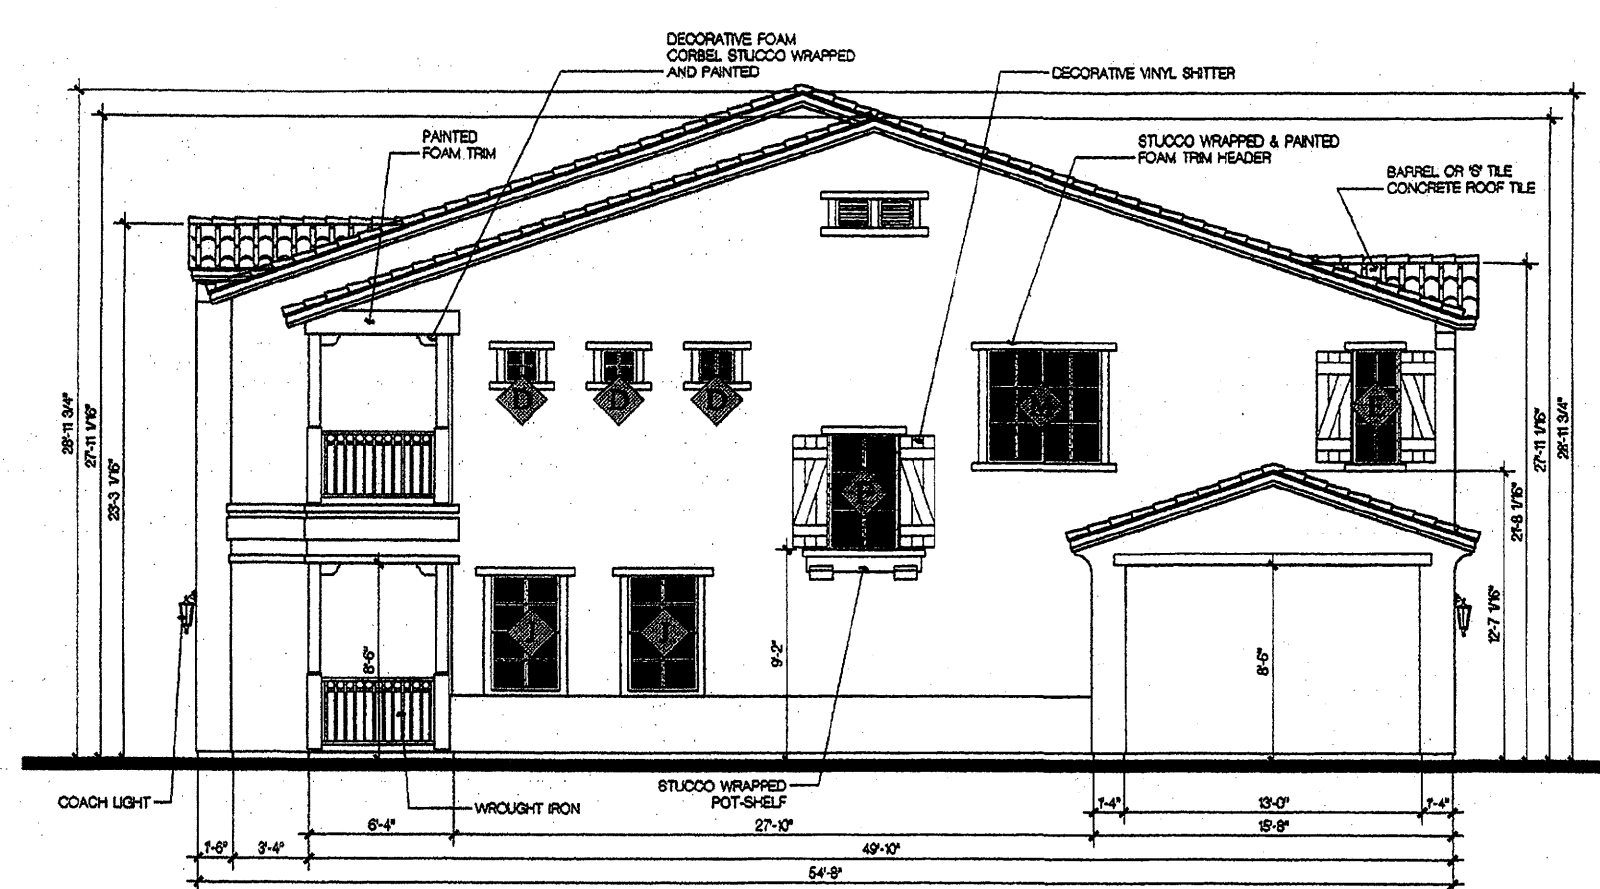 DECORATIVE FOAM
CORBEL STUCCO WRAPPED
AND PAINTED
DECORATIVE VINYL SHTTER
PAINTED
FOAM TRIM
STUCCO WRAPPED & PAINTED
FOAM TRIM HEADER
BARREL OR 'S' TILE
CONCRETE ROOF TILE
28'-11 3/4"
27'-11 1/16"
23'-3 1/16"
D
D
D
E
27'-11 1/16"
28'-11 3/4"
21'-8 1/16"
12'-7 1/16"
8'-6"
9'-2"
8'-6"
COACH LIGHT
WROUGHT IRON
STUCCO WRAPPED
POT-SHELF
1'-4"
13'-0"
1'-4"
6'-4"
27'-10"
15'-8"
1'-6"
3'-4"
49'-10"
54'-8"